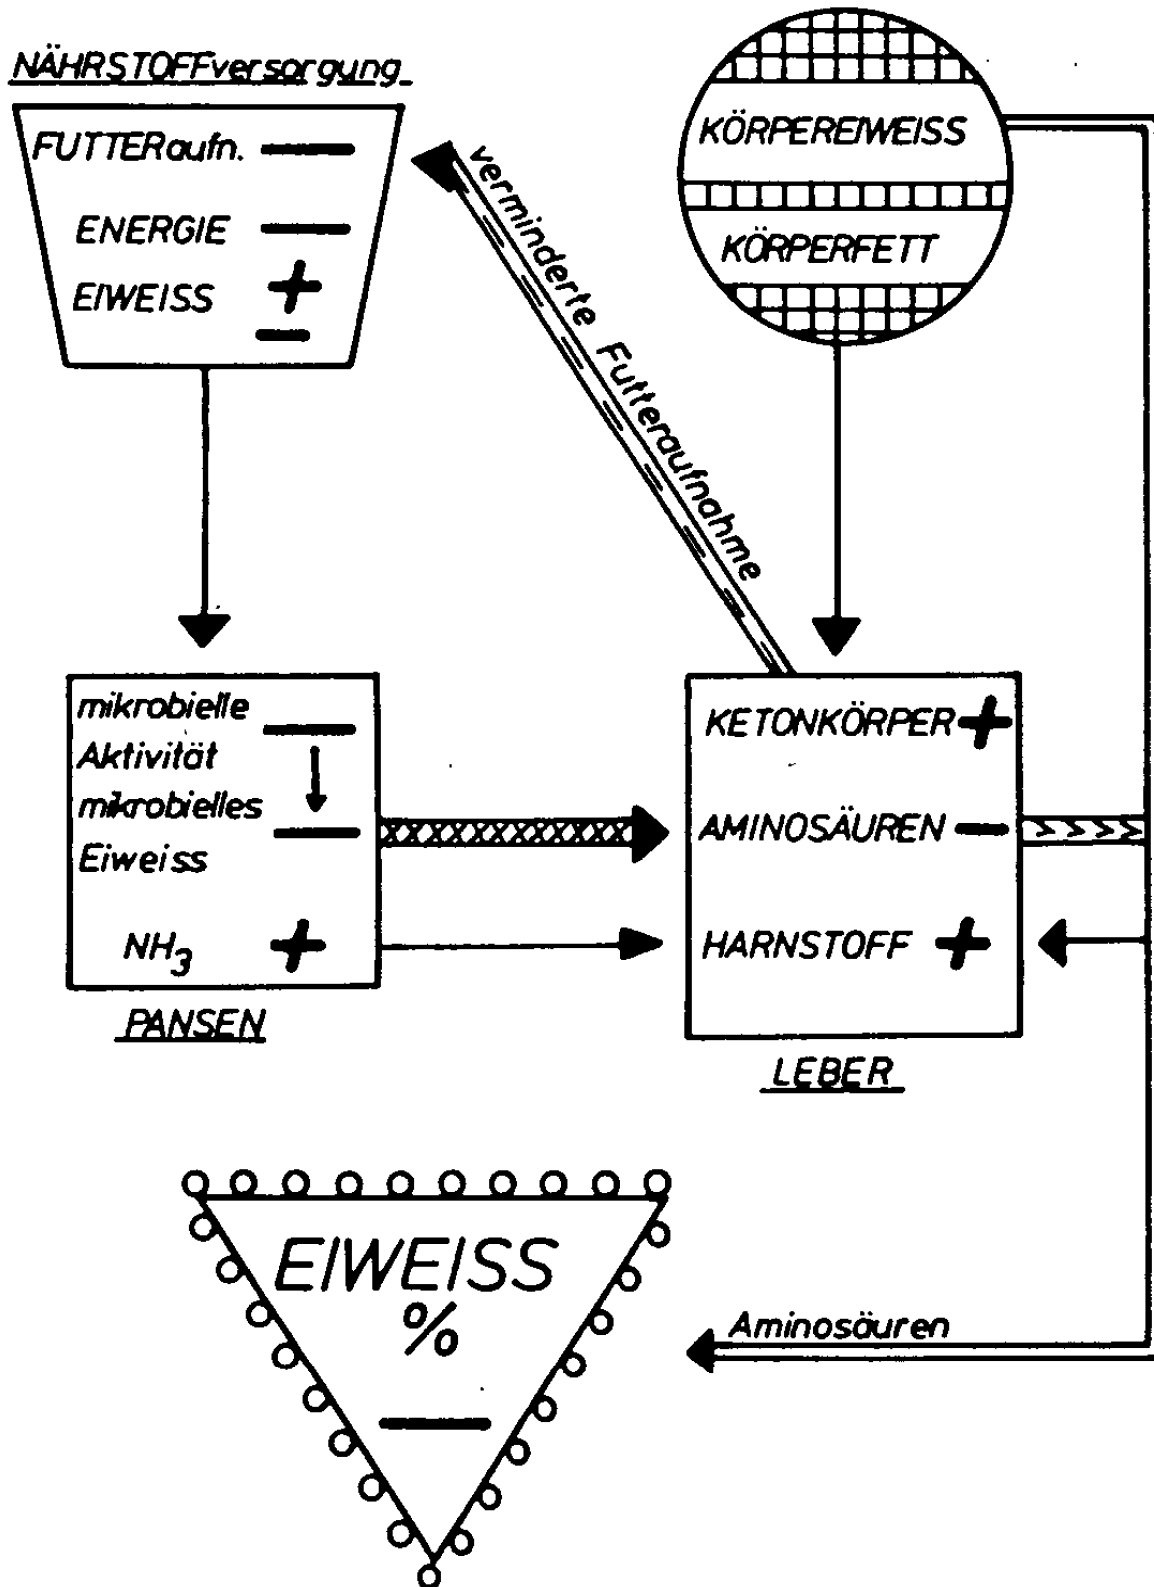 NÄHRSTOFFversorgung
FUTTERaufn. —
ENERGIE —
EIWEISS +
—
KÖRPEREIWEISS
KÖRPERFETT
verminderte Futteraufnahme
mikrobielle —
Aktivität
mikrobielles
Eiweiss —
NH₃ +
PANSEN
KETONKÖRPER +
AMINOSÄUREN —
HARNSTOFF +
LEBER
EIWEISS
%
—
Aminosäuren